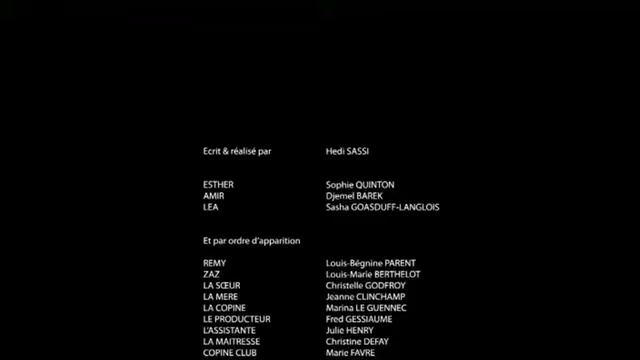 Ecrit & réalisé par Hedi SASSI
ESTHER Sophie QUINTON
AMIR Djemel BAREK
LEA Sasha GOASDUFF-LANGLOIS
Et par ordre d'apparition
REMY Louis-Bégnine PARENT
ZAZ Louis-Marie BERTHELOT
LA SŒUR Christelle GODFROY
LA MERE Jeanne CLINCHAMP
LA COPINE Marina LE GUENNEC
LE PRODUCTEUR Fred GESSIAUME
L'ASSISTANTE Julie HENRY
LA MAITRESSE Christine DEFAY
COPINE CLUB Marie FAVRE